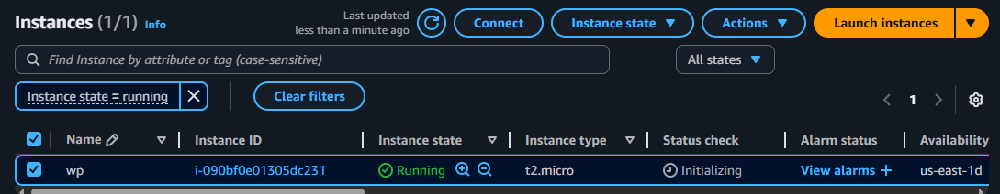 Instances (1/1) Info
Last updated
less than a minute ago
Connect
Instance state
Actions
Launch instances
Find Instance by attribute or tag (case-sensitive)
All states
Instance state = running
Clear filters
1
Name Instance ID Instance state Instance type Status check Alarm status Availability
wp i-090bf0e01305dc231 Running t2.micro Initializing View alarms + us-east-1d